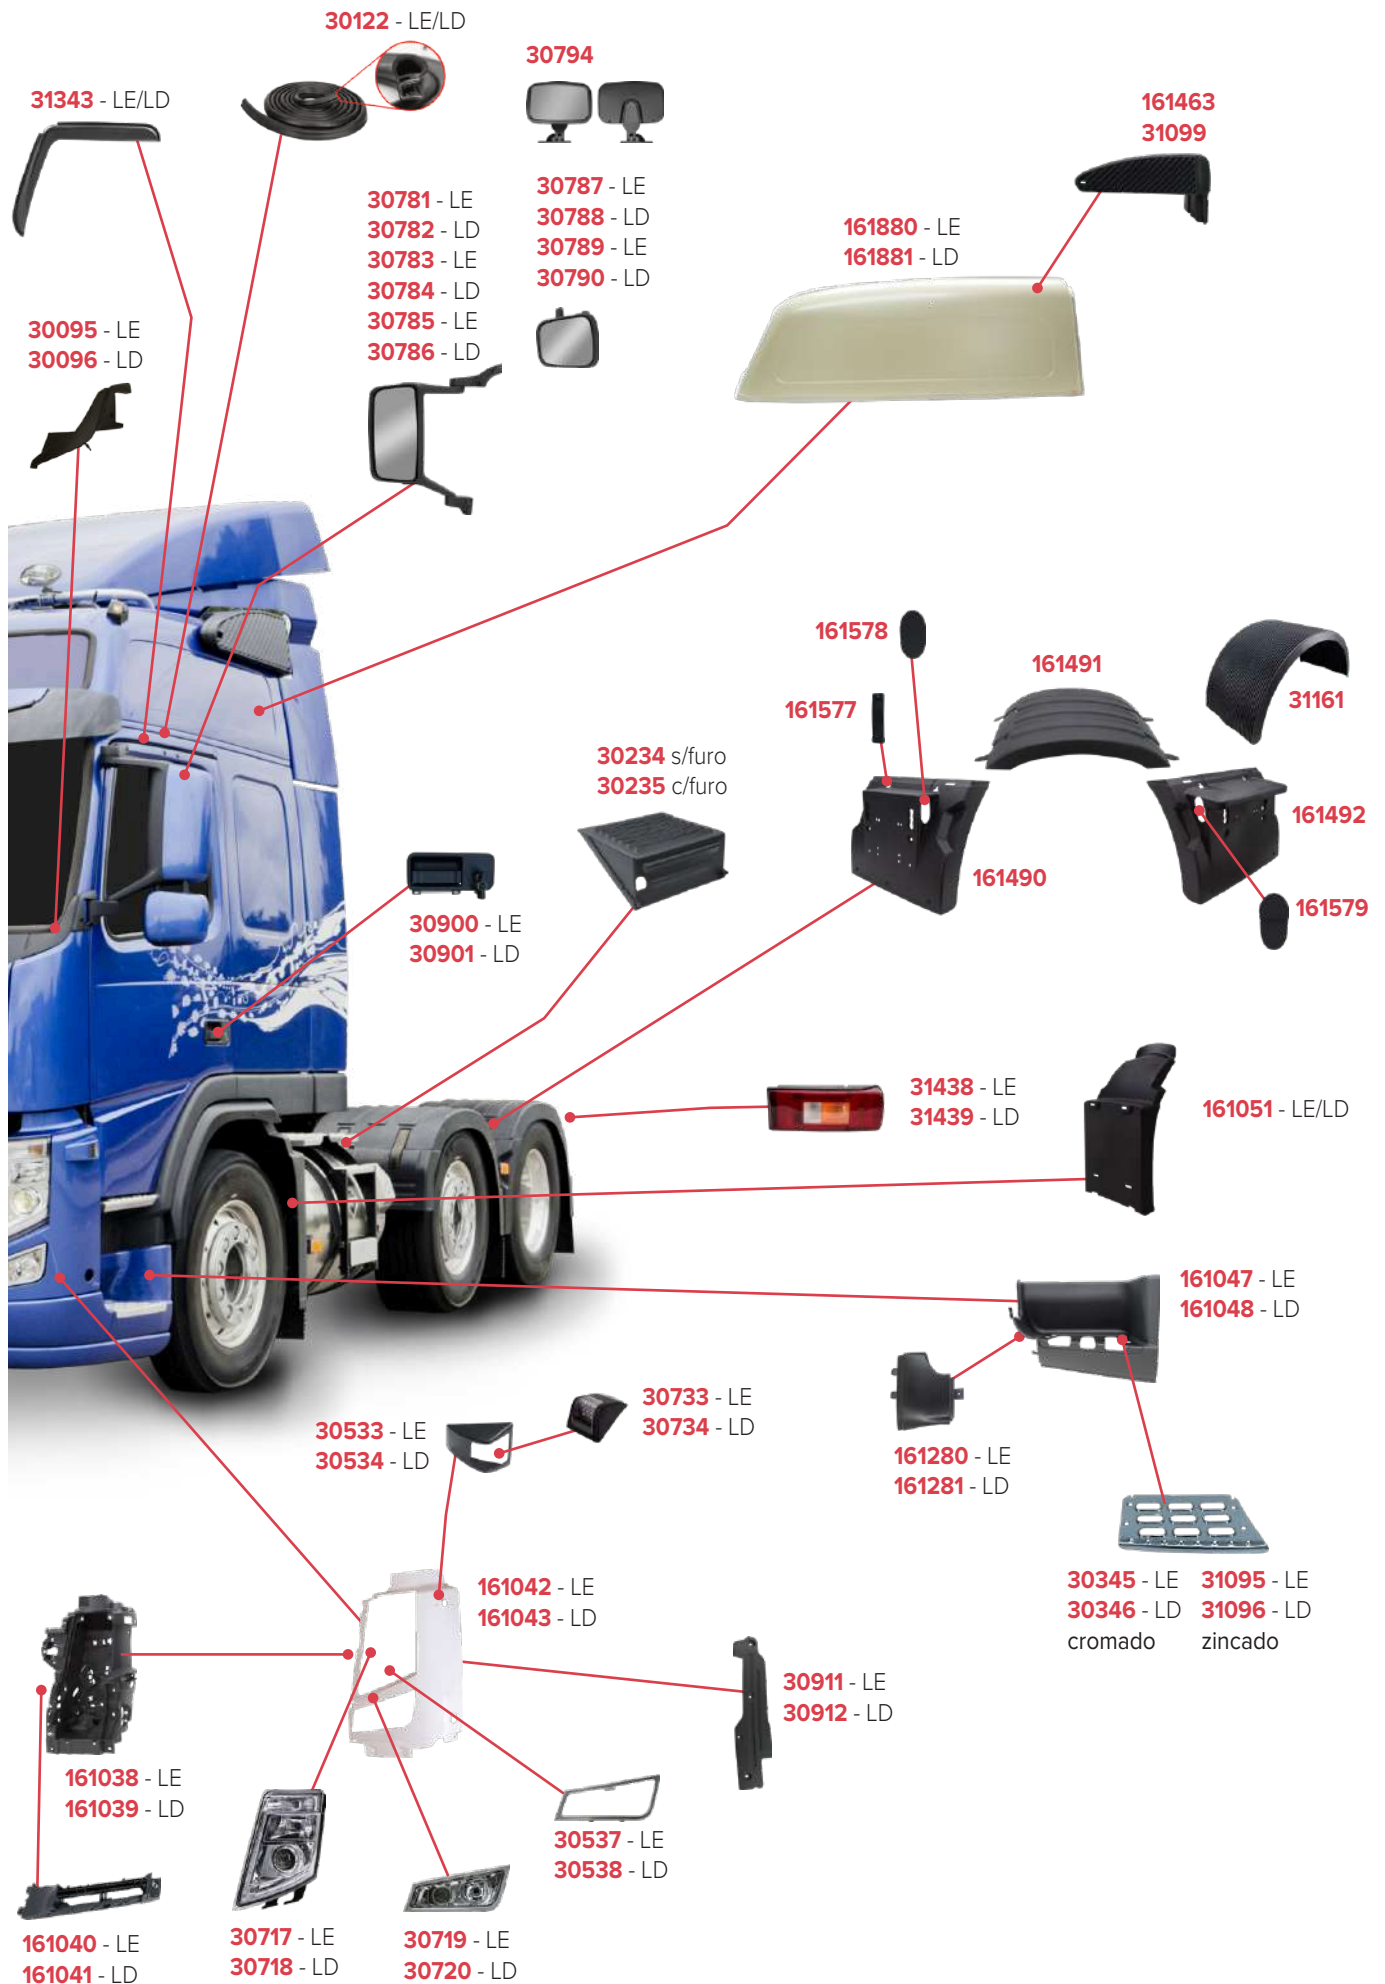 30122 - LE/LD
30794
31343 - LE/LD
161463
31099
30781 - LE
30782 - LD
30783 - LE
30784 - LD
30785 - LE
30786 - LD
30787 - LE
30788 - LD
30789 - LE
30790 - LD
161880 - LE
161881 - LD
30095 - LE
30096 - LD
161578
161491
161577
31161
30234 s/furo
30235 c/furo
161492
161490
161579
30900 - LE
30901 - LD
31438 - LE
31439 - LD
161051 - LE/LD
161047 - LE
161048 - LD
30733 - LE
30734 - LD
30533 - LE
30534 - LD
161280 - LE
161281 - LD
30345 - LE
30346 - LD
cromado
31095 - LE
31096 - LD
zincado
161042 - LE
161043 - LD
30911 - LE
30912 - LD
161038 - LE
161039 - LD
30537 - LE
30538 - LD
161040 - LE
161041 - LD
30717 - LE
30718 - LD
30719 - LE
30720 - LD